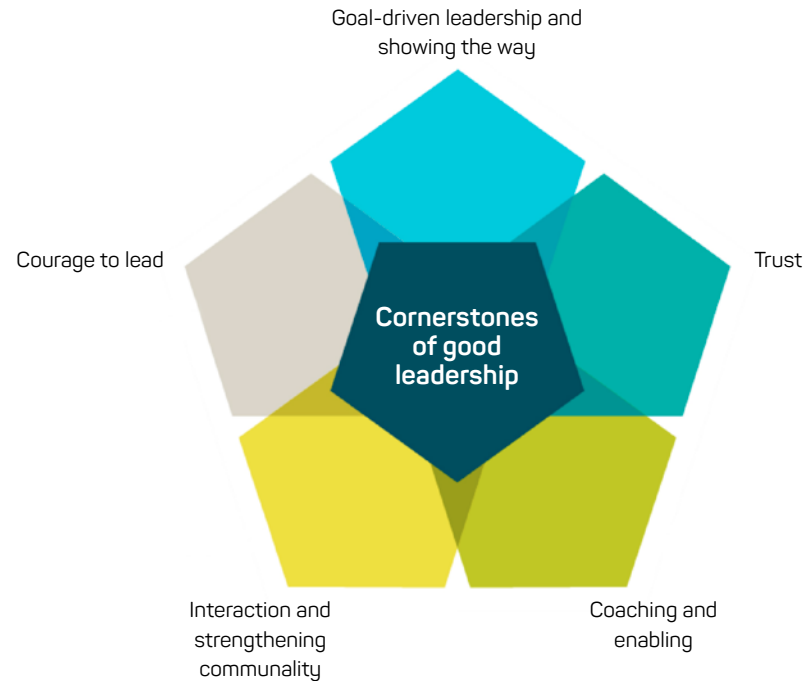 Goal-driven leadership and
showing the way
Courage to lead
Trust
Cornerstones
of good
leadership
Interaction and
strengthening
communality
Coaching and
enabling